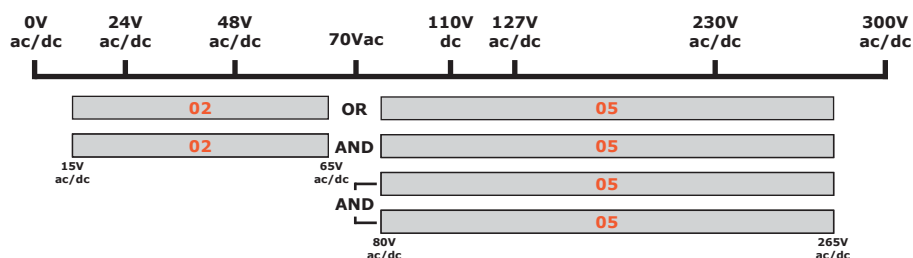 0V 24V 48V 110V 127V 230V 300V
ac/dc ac/dc ac/dc 70Vac dc ac/dc ac/dc ac/dc
02 OR 05
02 AND 05
15V 65V
ac/dc ac/dc
05
AND
05
80V 265V
ac/dc ac/dc